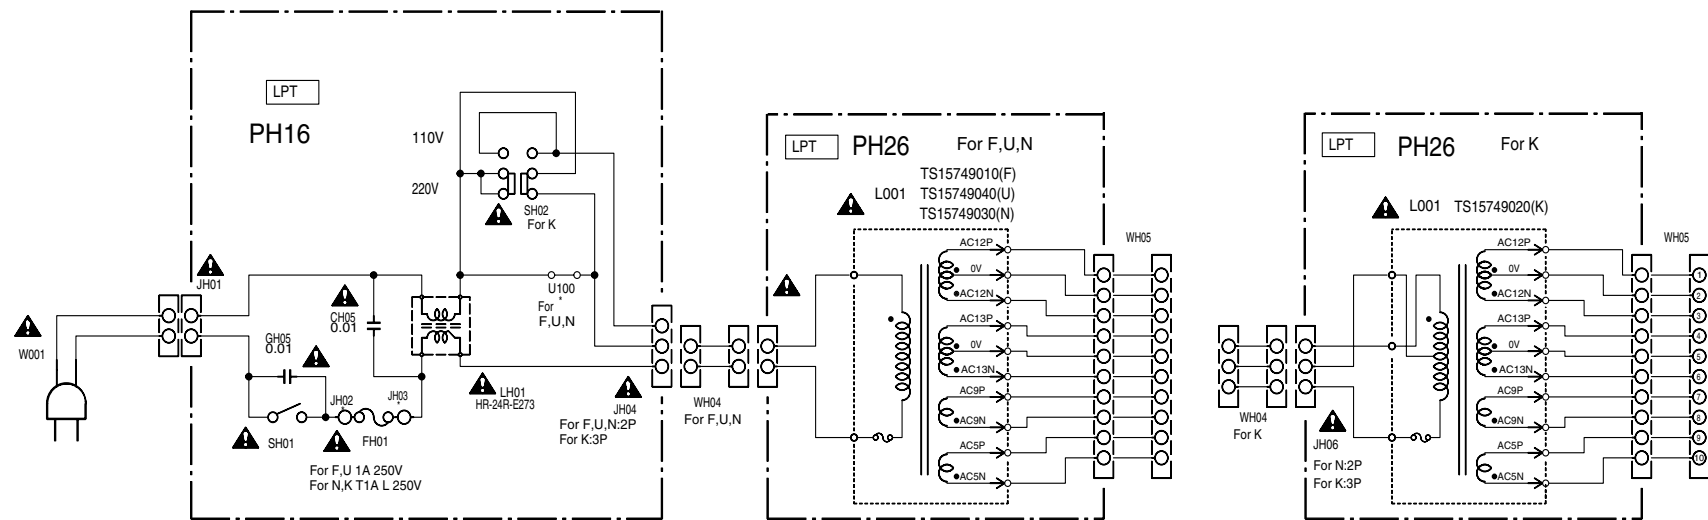 LPT
PH16
110V
220V
SH02
For K
JH01
U100
For *
F,U,N
CH05
0.01
GH05
0.01
W001
JH02
*
JH03
*
LH01
HR-24R-E273
SH01
FH01
For F,U 1A 250V
For N,K T1A L 250V
JH04
For F,U,N:2P
For K:3P
WH04
For F,U,N
LPT
PH26
For F,U,N
TS15749010(F)
L001 TS15749040(U)
TS15749030(N)
AC12P
0V
AC12N
AC13P
0V
AC13N
AC9P
AC9N
AC5P
AC5N
WH05
LPT
PH26
For K
L001 TS15749020(K)
AC12P
0V
AC12N
AC13P
0V
AC13N
AC9P
AC9N
AC5P
AC5N
WH05
1
2
3
4
5
6
7
8
9
10
WH04
For K
JH06
For N:2P
For K:3P